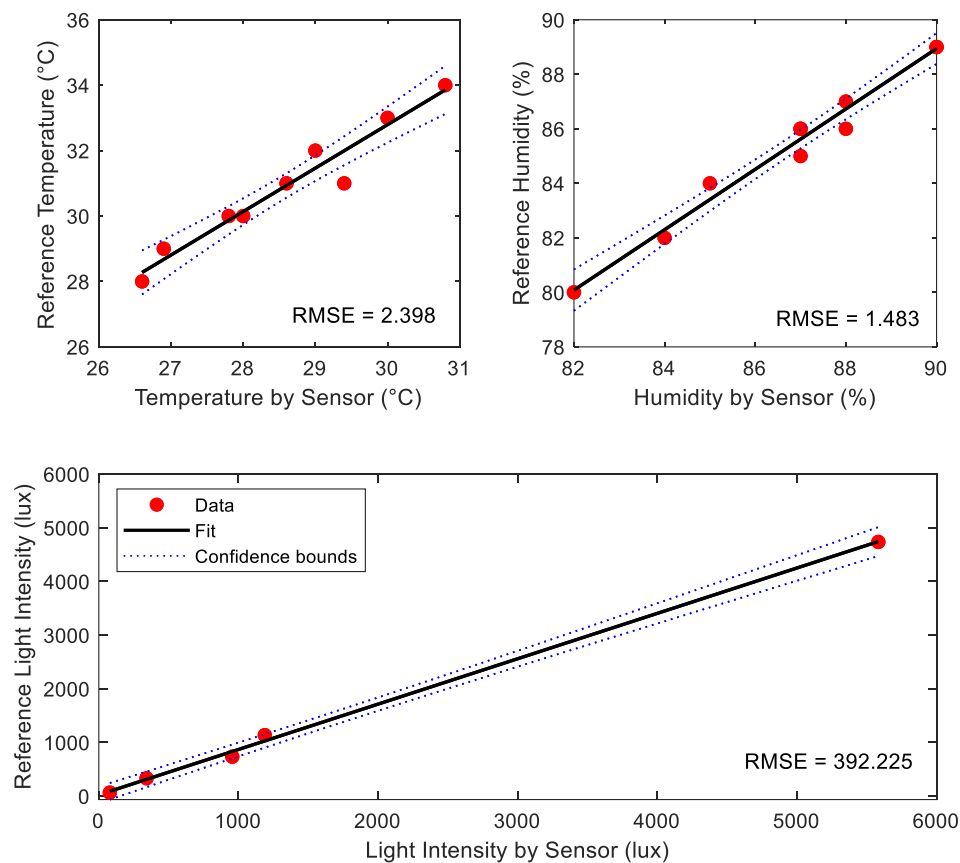 36
34
32
30
28
26
Reference Temperature (°C)
RMSE = 2.398
26 27 28 29 30 31
Temperature by Sensor (°C)
90
88
86
84
82
80
78
Reference Humidity (%)
RMSE = 1.483
82 84 86 88 90
Humidity by Sensor (%)
6000
5000
4000
3000
2000
1000
0
Reference Light Intensity (lux)
Data
Fit
Confidence bounds
RMSE = 392.225
0 1000 2000 3000 4000 5000 6000
Light Intensity by Sensor (lux)